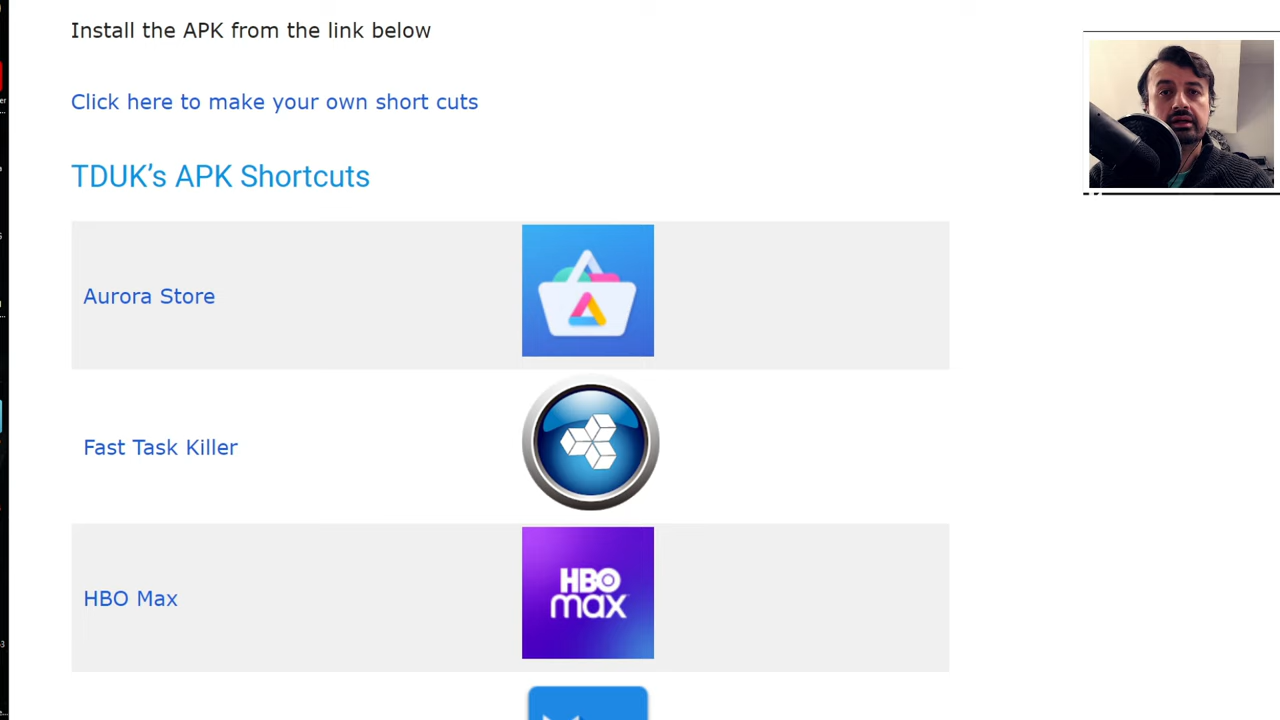 Install the APK from the link below
Click here to make your own short cuts
TDUK’s APK Shortcuts
Aurora Store
Fast Task Killer
HBO Max
HBO
max